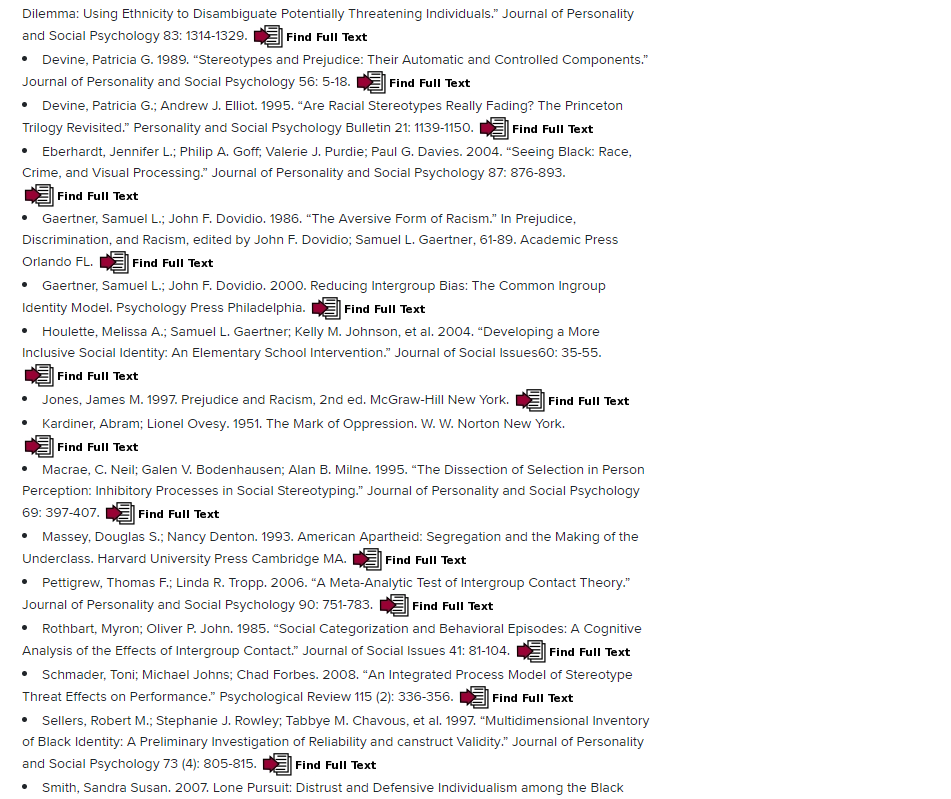 Dilemma: Using Ethnicity to Disambiguate Potentially Threatening Individuals.” Journal of Personality
and Social Psychology 83: 1314-1329. Find Full Text
• Devine, Patricia G. 1989. “Stereotypes and Prejudice: Their Automatic and Controlled Components.”
Journal of Personality and Social Psychology 56: 5-18. Find Full Text
• Devine, Patricia G.; Andrew J. Elliot. 1995. “Are Racial Stereotypes Really Fading? The Princeton
Trilogy Revisited.” Personality and Social Psychology Bulletin 21: 1139-1150. Find Full Text
• Eberhardt, Jennifer L.; Philip A. Goff; Valerie J. Purdie; Paul G. Davies. 2004. “Seeing Black: Race,
Crime, and Visual Processing.” Journal of Personality and Social Psychology 87: 876-893.
Find Full Text
• Gaertner, Samuel L.; John F. Dovidio. 1986. “The Aversive Form of Racism.” In Prejudice,
Discrimination, and Racism, edited by John F. Dovidio; Samuel L. Gaertner, 61-89. Academic Press
Orlando FL. Find Full Text
• Gaertner, Samuel L.; John F. Dovidio. 2000. Reducing Intergroup Bias: The Common Ingroup
Identity Model. Psychology Press Philadelphia. Find Full Text
• Houlette, Melissa A.; Samuel L. Gaertner; Kelly M. Johnson, et al. 2004. “Developing a More
Inclusive Social Identity: An Elementary School Intervention.” Journal of Social Issues60: 35-55.
Find Full Text
• Jones, James M. 1997. Prejudice and Racism, 2nd ed. McGraw-Hill New York. Find Full Text
• Kardiner, Abram; Lionel Ovesy. 1951. The Mark of Oppression. W. W. Norton New York.
Find Full Text
• Macrae, C. Neil; Galen V. Bodenhausen; Alan B. Milne. 1995. “The Dissection of Selection in Person
Perception: Inhibitory Processes in Social Stereotyping.” Journal of Personality and Social Psychology
69: 397-407. Find Full Text
• Massey, Douglas S.; Nancy Denton. 1993. American Apartheid: Segregation and the Making of the
Underclass. Harvard University Press Cambridge MA. Find Full Text
• Pettigrew, Thomas F.; Linda R. Tropp. 2006. “A Meta-Analytic Test of Intergroup Contact Theory.”
Journal of Personality and Social Psychology 90: 751-783. Find Full Text
• Rothbart, Myron; Oliver P. John. 1985. “Social Categorization and Behavioral Episodes: A Cognitive
Analysis of the Effects of Intergroup Contact.” Journal of Social Issues 41: 81-104. Find Full Text
• Schmader, Toni; Michael Johns; Chad Forbes. 2008. “An Integrated Process Model of Stereotype
Threat Effects on Performance.” Psychological Review 115 (2): 336-356. Find Full Text
• Sellers, Robert M.; Stephanie J. Rowley; Tabbye M. Chavous, et al. 1997. “Multidimensional Inventory
of Black Identity: A Preliminary Investigation of Reliability and canstruct Validity.” Journal of Personality
and Social Psychology 73 (4): 805-815. Find Full Text
• Smith, Sandra Susan. 2007. Lone Pursuit: Distrust and Defensive Individualism among the Black